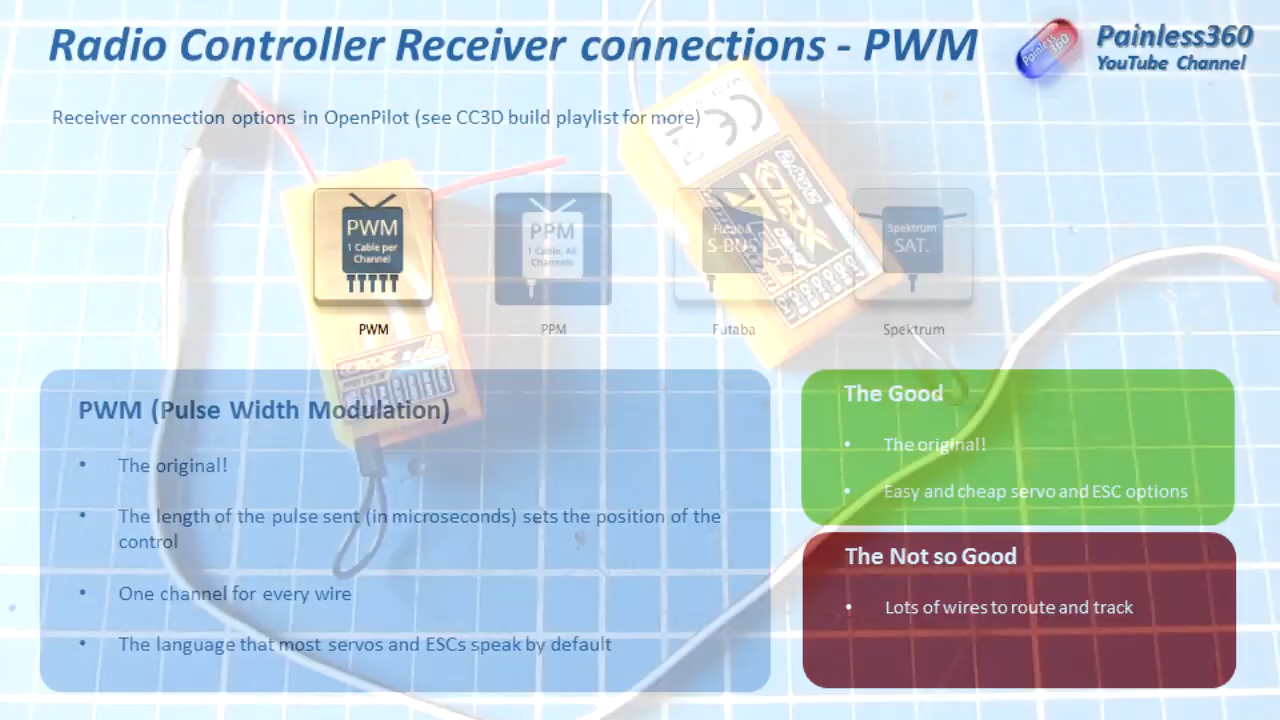 Radio Controller Receiver connections - PWM
Painless360
YouTube Channel
Painless
360
Receiver connection options in OpenPilot (see CC3D build playlist for more)
PWM
1 Cable per
Channel
PPM
1 Cable, All
Channels
Futaba
S-BUS
Spektrum
SAT.
PWM
PPM
Futaba
Spektrum
PWM (Pulse Width Modulation)
• The original!
• The length of the pulse sent (in microseconds) sets the position of the
control
• One channel for every wire
• The language that most servos and ESCs speak by default
The Good
• The original!
• Easy and cheap servo and ESC options
The Not so Good
• Lots of wires to route and track